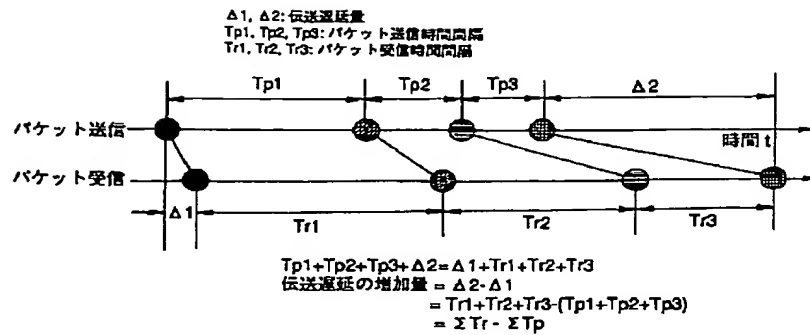 Δ1, Δ2: 伝送遅延量
Tp1, Tp2, Tp3: パケット送信時間間隔
Tr1, Tr2, Tr3: パケット受信時間間隔
Tp1 Tp2 Tp3 Δ2
パケット送信
時間 t
パケット受信
Δ1 Tr1 Tr2 Tr3
Tp1+Tp2+Tp3+Δ2=Δ1+Tr1+Tr2+Tr3
伝送遅延の増加量 = Δ2-Δ1
= Tr1+Tr2+Tr3-(Tp1+Tp2+Tp3)
= ΣTr - ΣTp